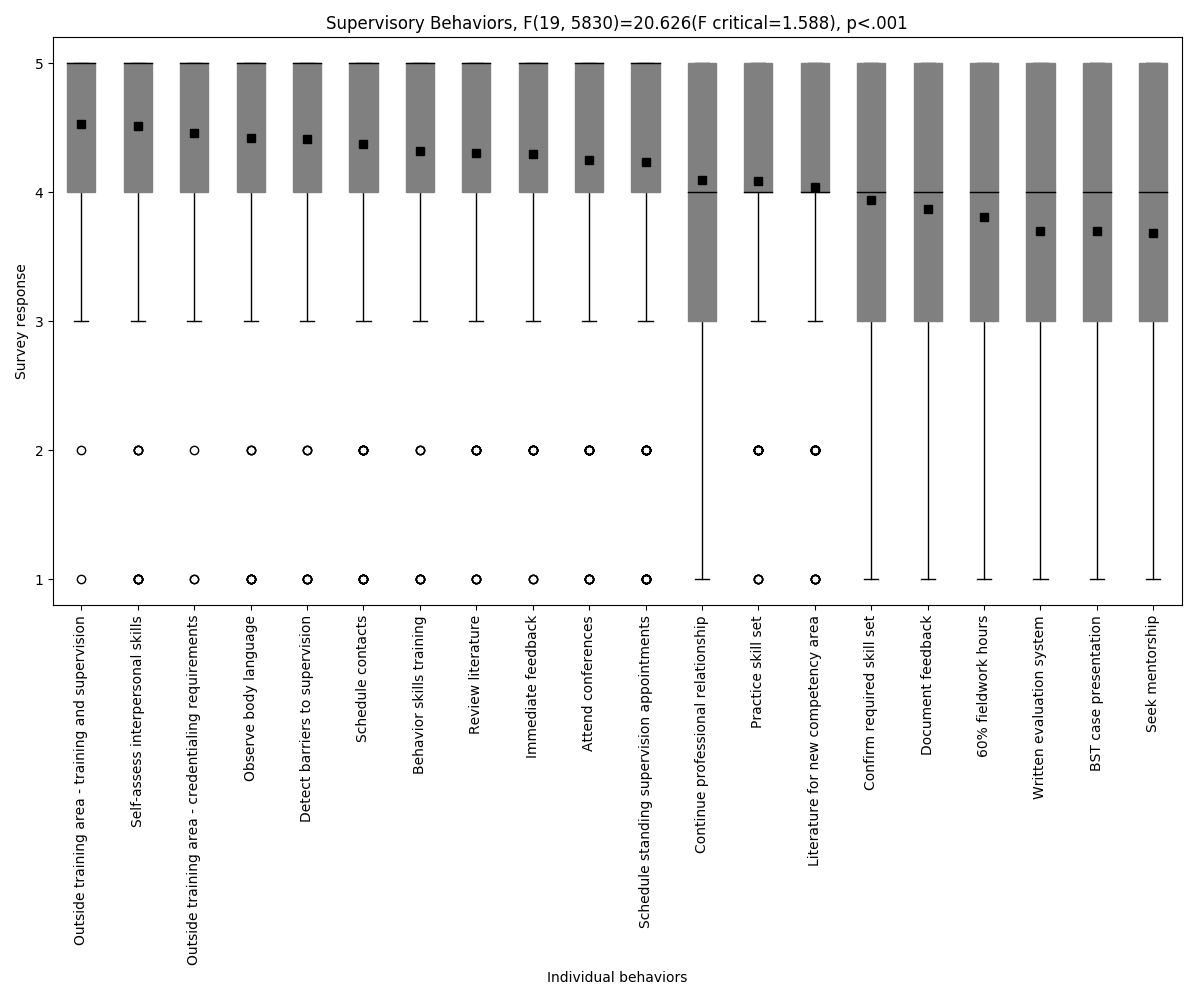 Supervisory Behaviors, F(19, 5830)=20.626(F critical=1.588), p<.001
5
4
3
2
1
Survey response
Outside training area - training and supervision
Self-assess interpersonal skills
Outside training area - credentialing requirements
Observe body language
Detect barriers to supervision
Schedule contacts
Behavior skills training
Review literature
Immediate feedback
Attend conferences
Schedule standing supervision appointments
Continue professional relationship
Practice skill set
Literature for new competency area
Confirm required skill set
Document feedback
60% fieldwork hours
Written evaluation system
BST case presentation
Seek mentorship
Individual behaviors